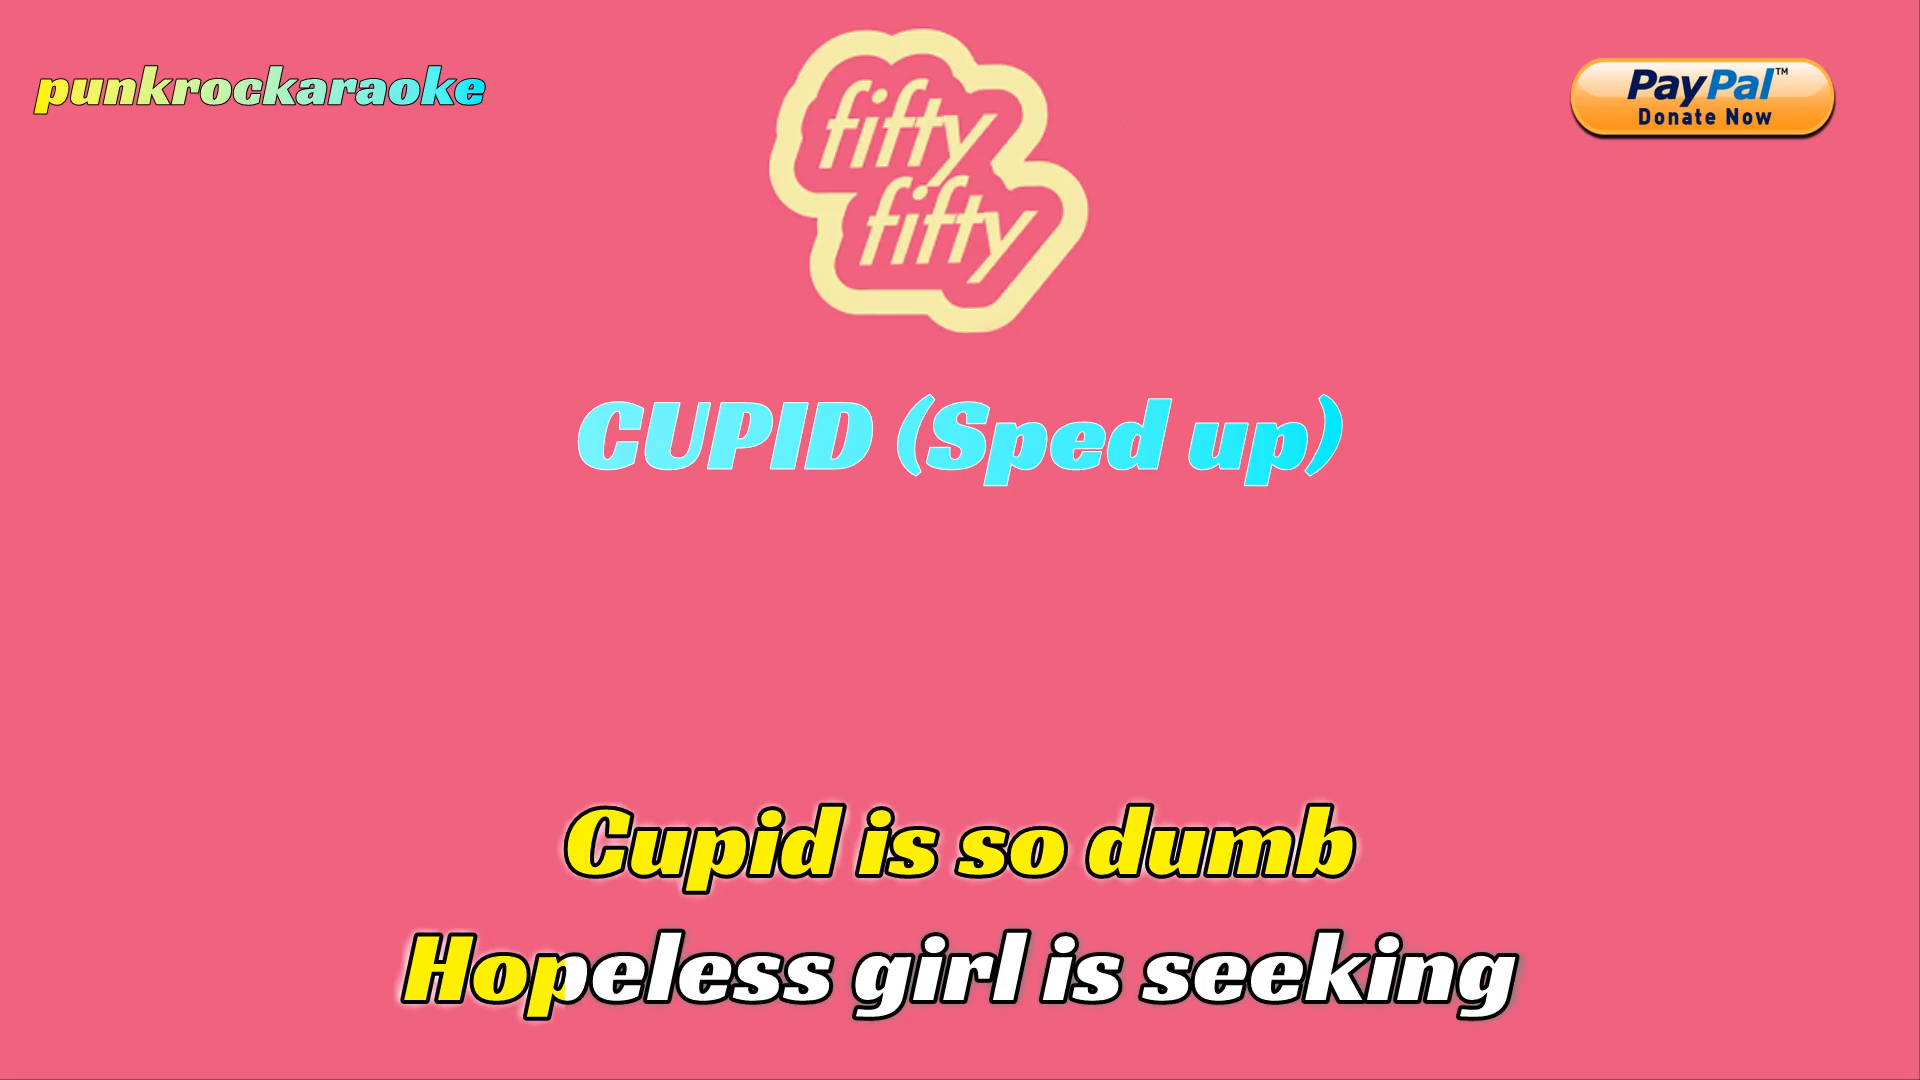 punkrockaraoke
fifty
fifty
PayPal™
Donate Now
CUPID (Sped up)
Cupid is so dumb
Hopeless girl is seeking